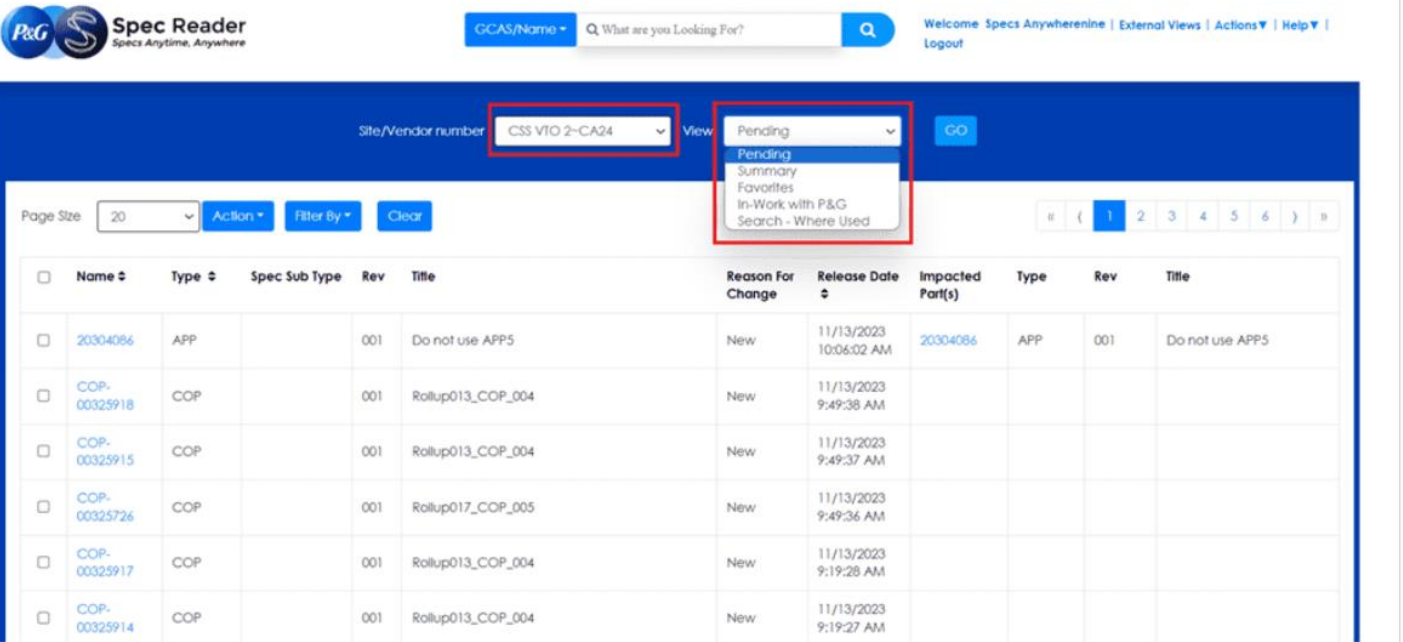 P&G Spec Reader
Specs Anytime, Anywhere
GCAS/Name What are you Looking For?
Welcome Specs Anywherenine | External Views | Actions▼ | Help▼ |
Logout
Site/Vendor number CSS VTO 2~CA24 View Pending GO
Pending
Summary
Favorites
In-Work with P&G
Search - Where Used
Page Size 20 Action Filter By Clear « ( 1 2 3 4 5 6 ) »
Name Type Spec Sub Type Rev Title Reason For Change Release Date Impacted Part(s) Type Rev Title
20304086 APP 001 Do not use APP5 New 11/13/2023 10:06:02 AM 20304086 APP 001 Do not use APP5
COP-00325918 COP 001 Rollup013_COP_004 New 11/13/2023 9:49:38 AM
COP-00325915 COP 001 Rollup013_COP_004 New 11/13/2023 9:49:37 AM
COP-00325726 COP 001 Rollup017_COP_005 New 11/13/2023 9:49:36 AM
COP-00325917 COP 001 Rollup013_COP_004 New 11/13/2023 9:19:28 AM
COP-00325914 COP 001 Rollup013_COP_004 New 11/13/2023 9:19:27 AM